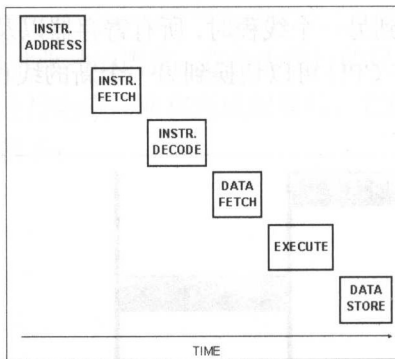 INSTR.
ADDRESS
INSTR.
FETCH
INSTR.
DECODE
DATA
FETCH
EXECUTE
DATA
STORE
TIME